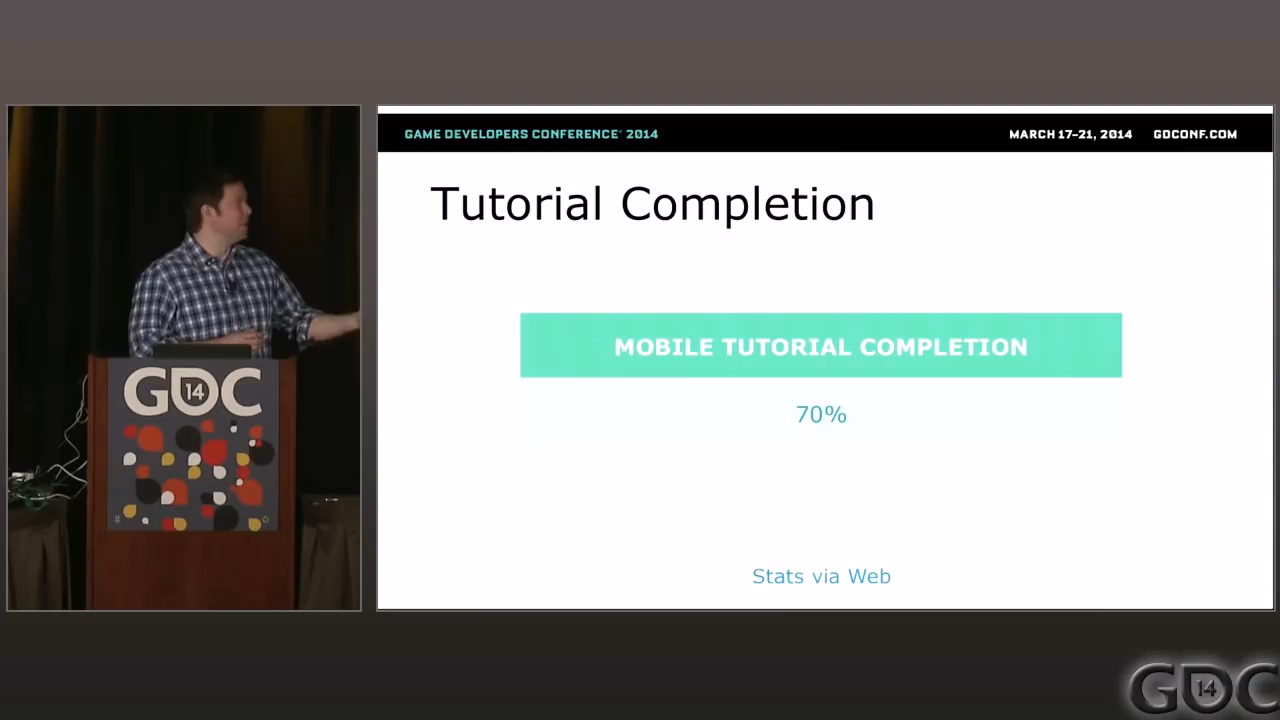 GAME DEVELOPERS CONFERENCE® 2014
MARCH 17–21, 2014 GDCONF.COM
Tutorial Completion
MOBILE TUTORIAL COMPLETION
70%
Stats via Web
GDC
14
GDC
14